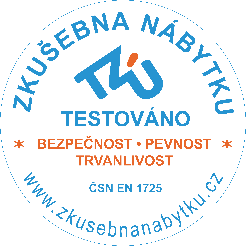 ZKUŠEBNA NÁBYTKU
TZÚ
TESTOVÁNO
* BEZPEČNOST • PEVNOST *
TRVANLIVOST
ČSN EN 1725
www.zkusebnanabytku.cz